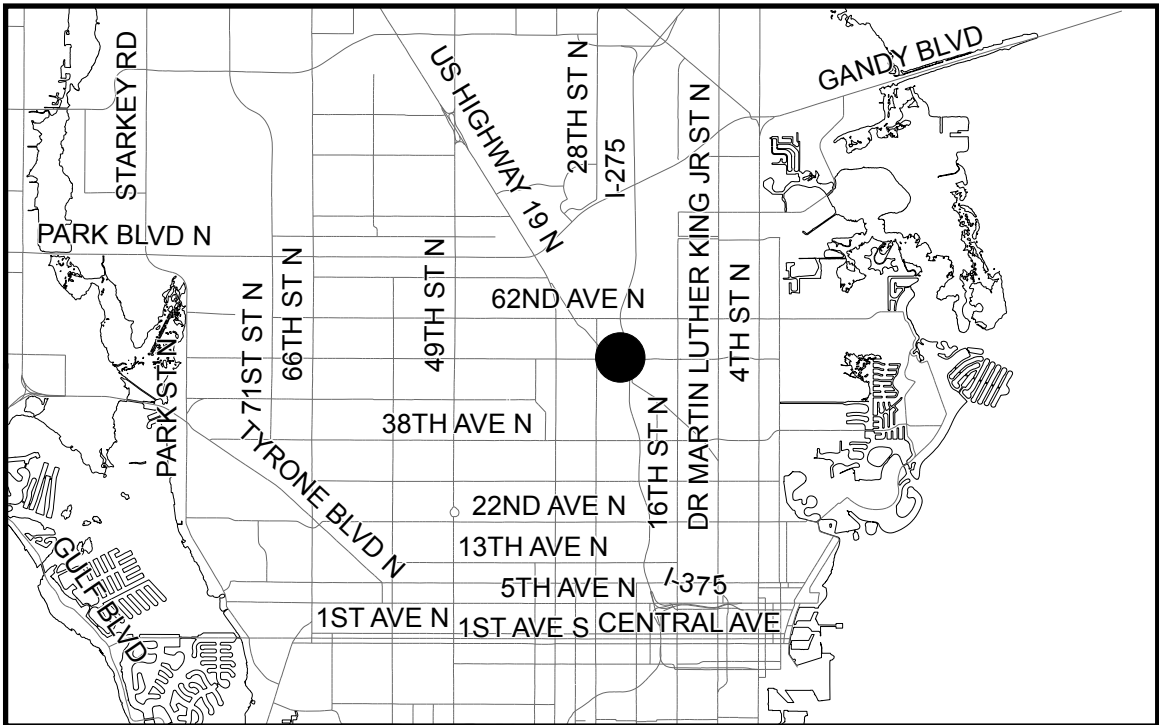 STARKEY RD
US HIGHWAY 19 N
28TH ST N
I-275
GANDY BLVD
DR MARTIN LUTHER KING JR ST N
PARK BLVD N
71ST ST N
66TH ST N
49TH ST N
62ND AVE N
4TH ST N
PARK ST N
38TH AVE N
16TH ST N
TYRONE BLVD N
22ND AVE N
13TH AVE N
GULF BLVD
5TH AVE N
I-375
1ST AVE N
1ST AVE S
CENTRAL AVE